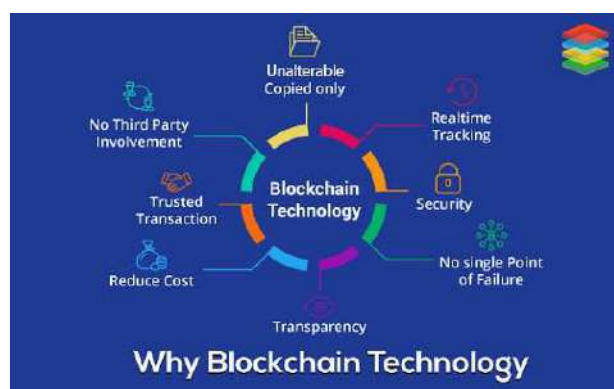 Unalterable
Copied only
No Third Party
Involvement
Realtime
Tracking
Trusted
Transaction
Blockchain
Technology
Security
Reduce Cost
No single Point
of Failure
Transparency
Why Blockchain Technology